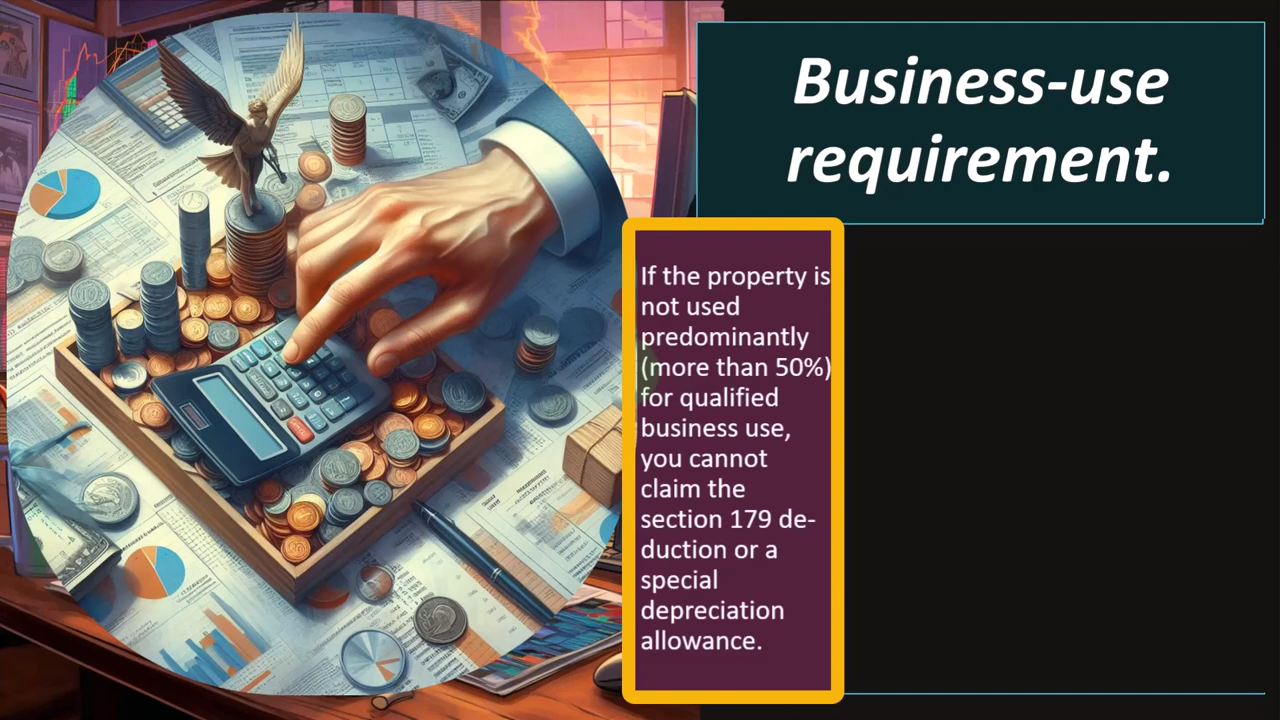 Business-use
requirement.
If the property is
not used
predominantly
(more than 50%)
for qualified
business use,
you cannot
claim the
section 179 de-
duction or a
special
depreciation
allowance.